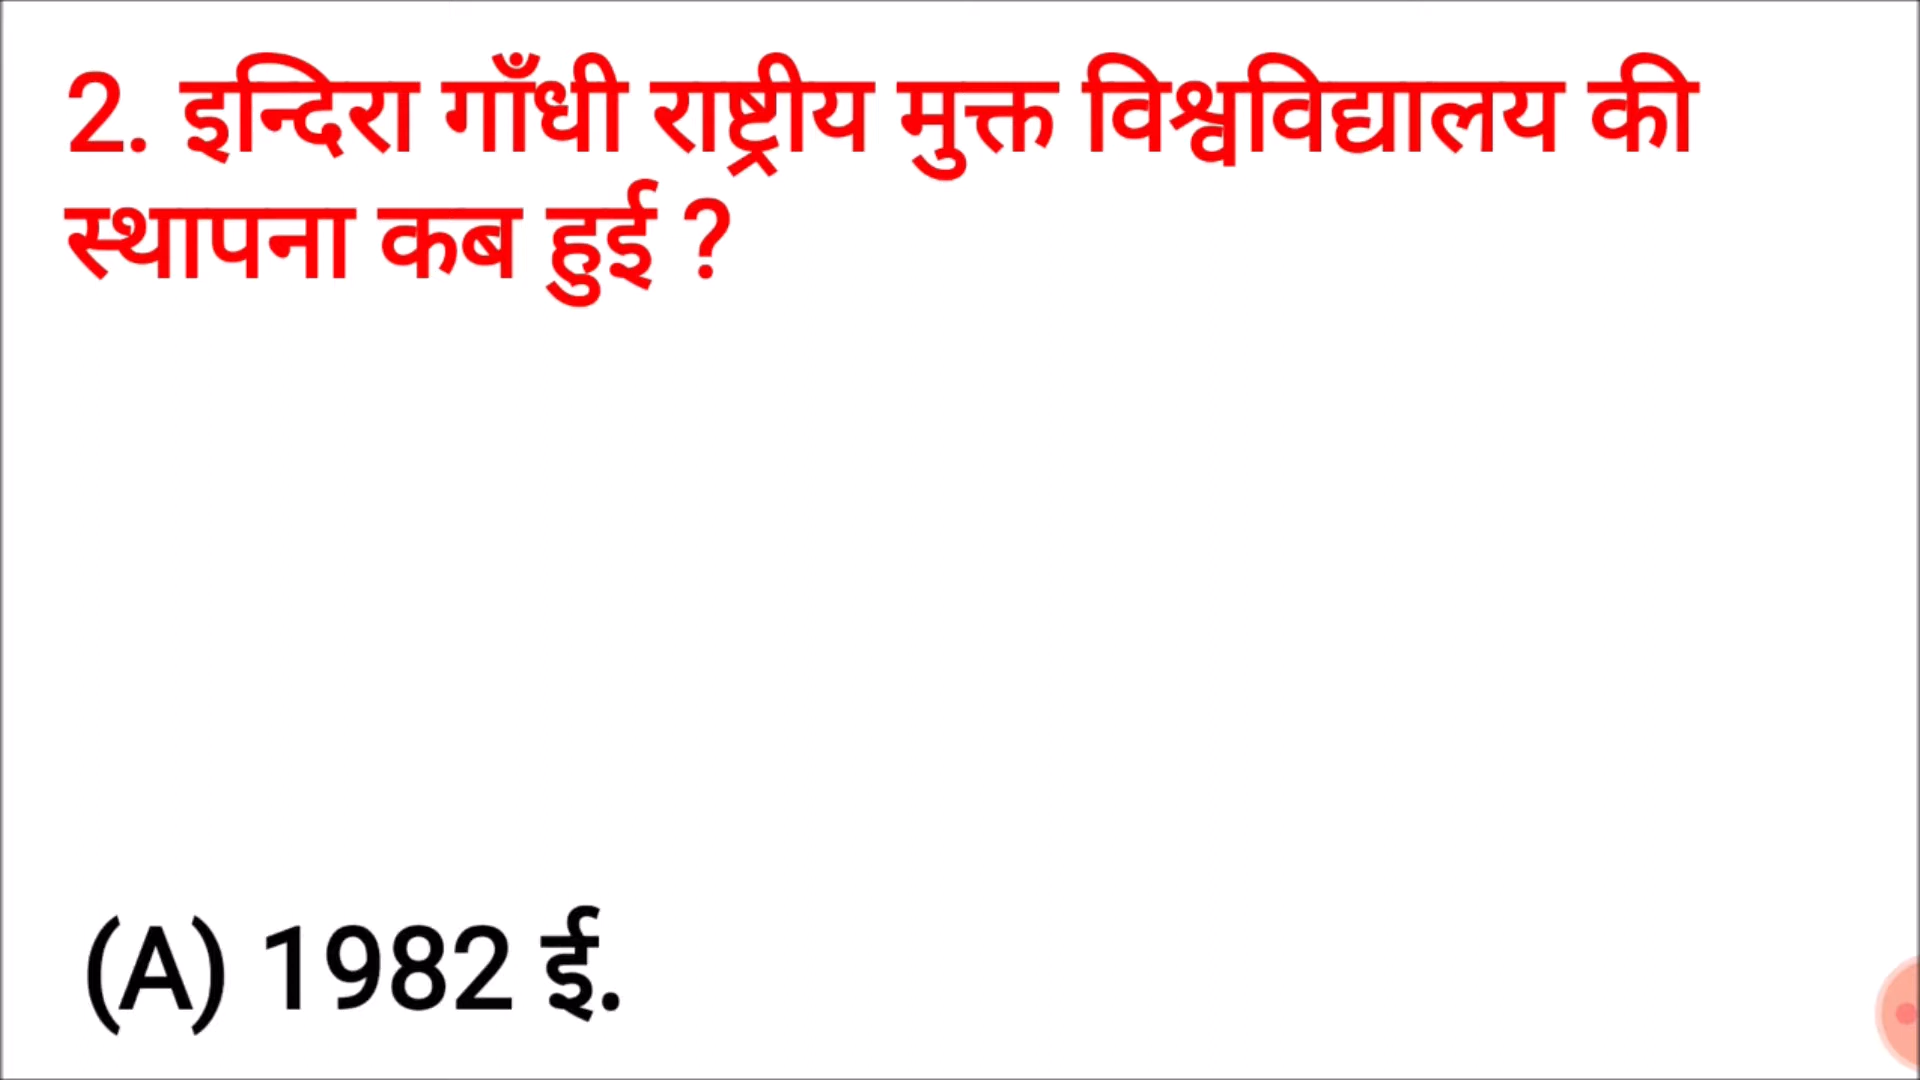 2. इन्दिरा गाँधी राष्ट्रीय मुक्त विश्वविद्यालय की
स्थापना कब हुई ?
(A) 1982 ई.